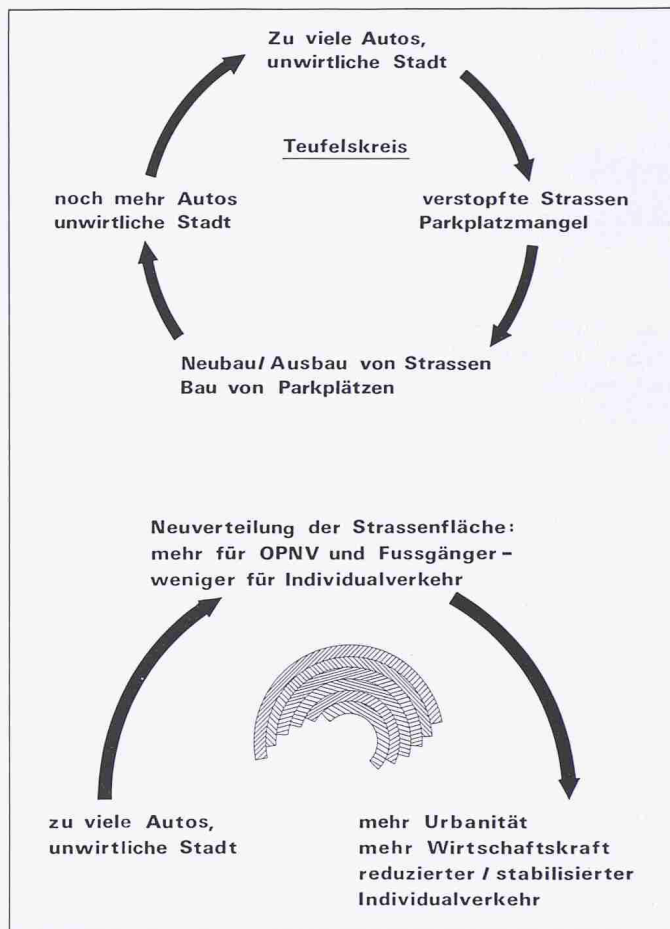 Zu viele Autos,
unwirtliche Stadt
Teufelskreis
noch mehr Autos
unwirtliche Stadt
verstopfte Strassen
Parkplatzmangel
Neubau/Ausbau von Strassen
Bau von Parkplätzen
Neuverteilung der Strassenfläche:
mehr für OPNV und Fussgänger –
weniger für Individualverkehr
zu viele Autos,
unwirtliche Stadt
mehr Urbanität
mehr Wirtschaftskraft
reduzierter / stabilisierter
Individualverkehr